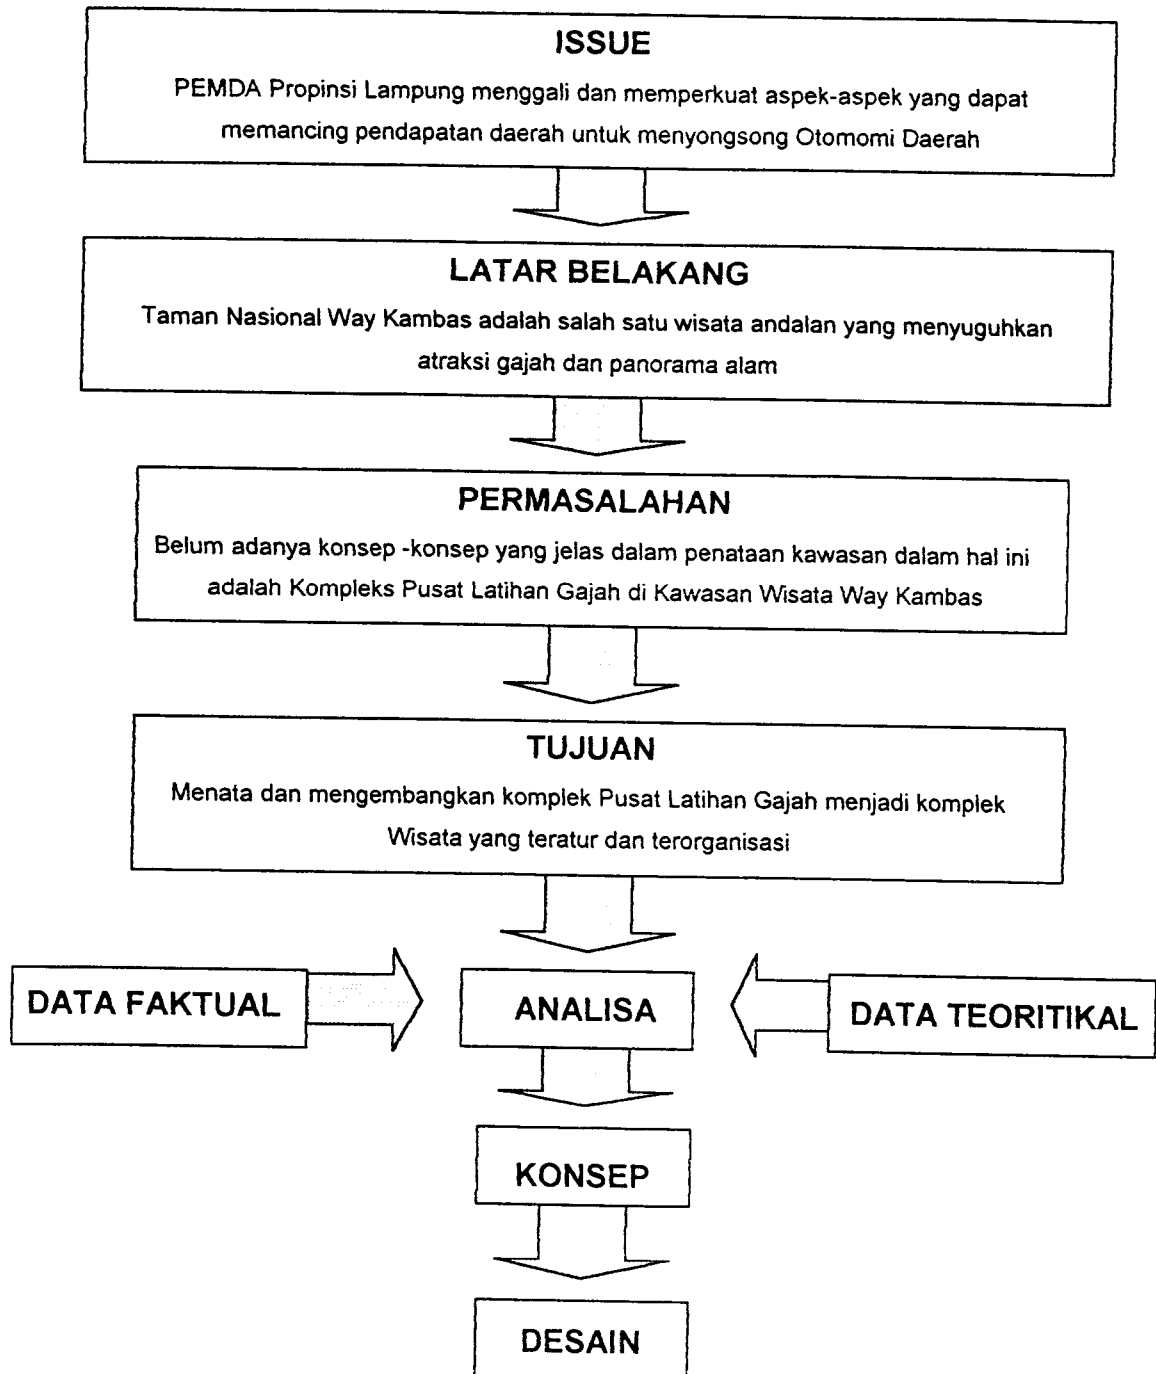 ISSUE
PEMDA Propinsi Lampung menggali dan memperkuat aspek-aspek yang dapat
memancing pendapatan daerah untuk menyongsong Otomomi Daerah
LATAR BELAKANG
Taman Nasional Way Kambas adalah salah satu wisata andalan yang menyuguhkan
atraksi gajah dan panorama alam
PERMASALAHAN
Belum adanya konsep -konsep yang jelas dalam penataan kawasan dalam hal ini
adalah Kompleks Pusat Latihan Gajah di Kawasan Wisata Way Kambas
TUJUAN
Menata dan mengembangkan komplek Pusat Latihan Gajah menjadi komplek
Wisata yang teratur dan terorganisasi
DATA FAKTUAL
ANALISA
DATA TEORITIKAL
KONSEP
DESAIN